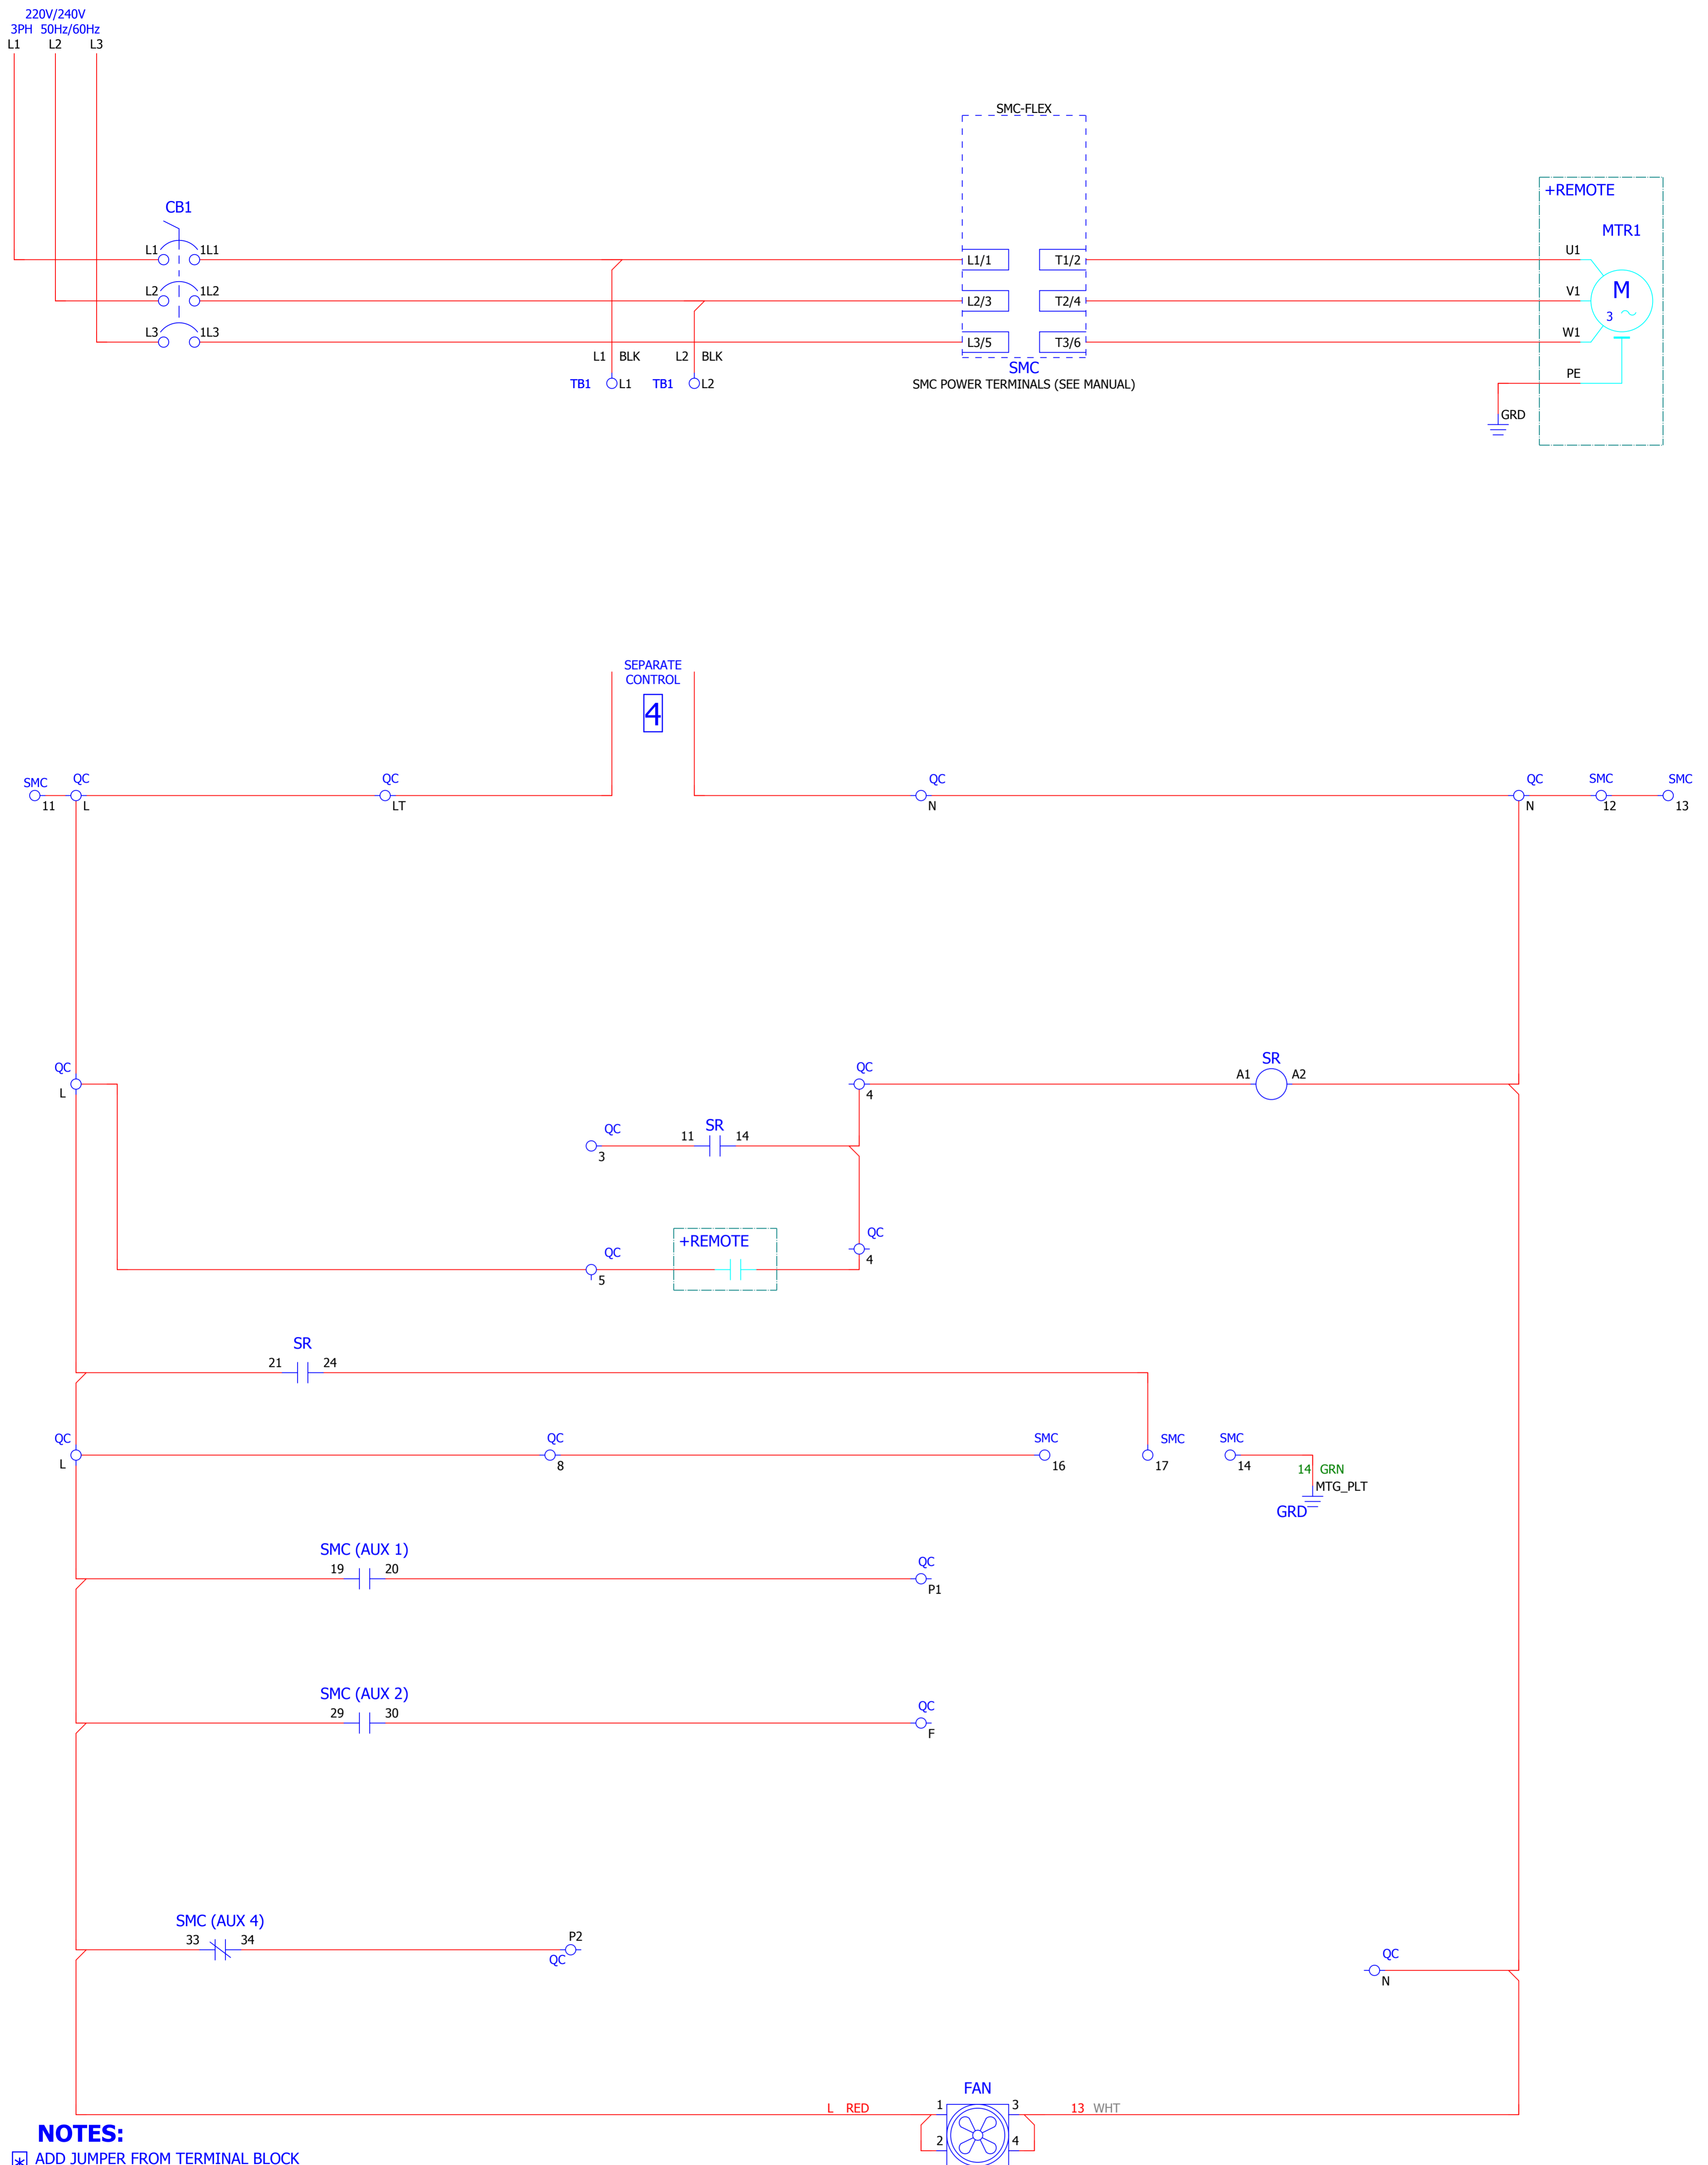 220V/240V
3PH 50Hz/60Hz
L1 L2 L3
SMC-FLEX
+REMOTE
CB1
MTR1
L1 1L1 L1/1 T1/2 U1
L2 1L2 L2/3 T2/4 V1 M
3
L3 1L3 L3/5 T3/6 W1
L1 BLK L2 BLK
SMC
PE
TB1 L1 TB1 L2
SMC POWER TERMINALS (SEE MANUAL)
GRD
SEPARATE
CONTROL
4
SMC QC QC QC QC SMC SMC
11 L LT N N 12 13
SR
QC QC A1 A2
L 4
SR
QC 11 14
3
QC
+REMOTE
QC
4
5
SR
21 24
QC QC SMC SMC SMC
L 8 16 17 14
14 GRN
MTG_PLT
GRD
SMC (AUX 1)
19 20 QC
P1
SMC (AUX 2)
29 30 QC
F
SMC (AUX 4)
33 34 P2
QC
QC
N
FAN
L RED 1 3 13 WHT
2 4
NOTES:
* ADD JUMPER FROM TERMINAL BLOCK